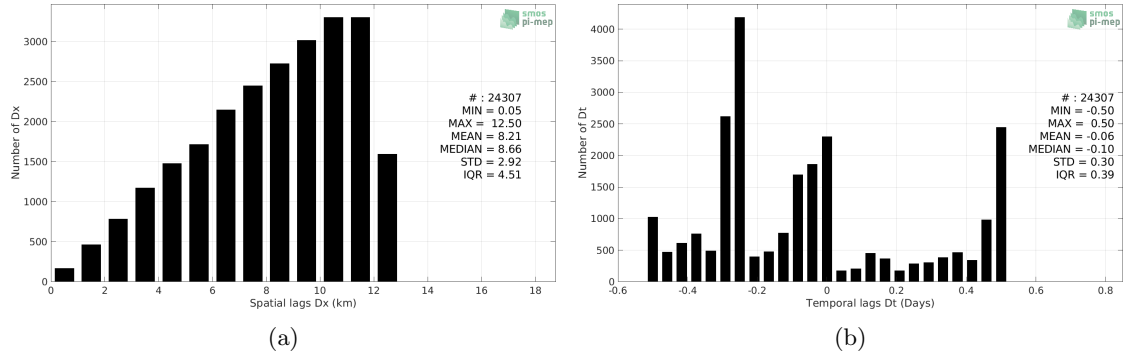 smos
pi-mep
3000
2500
2000
1500
1000
500
0
Number of Dx
# : 24307
MIN = 0.05
MAX = 12.50
MEAN = 8.21
MEDIAN = 8.66
STD = 2.92
IQR = 4.51
0 2 4 6 8 10 12 14 16 18
Spatial lags Dx (km)
(a)
smos
pi-mep
4000
3500
3000
2500
2000
1500
1000
500
0
Number of Dt
# : 24307
MIN = -0.50
MAX = 0.50
MEAN = -0.06
MEDIAN = -0.10
STD = 0.30
IQR = 0.39
-0.6 -0.4 -0.2 0 0.2 0.4 0.6 0.8
Temporal lags Dt (Days)
(b)